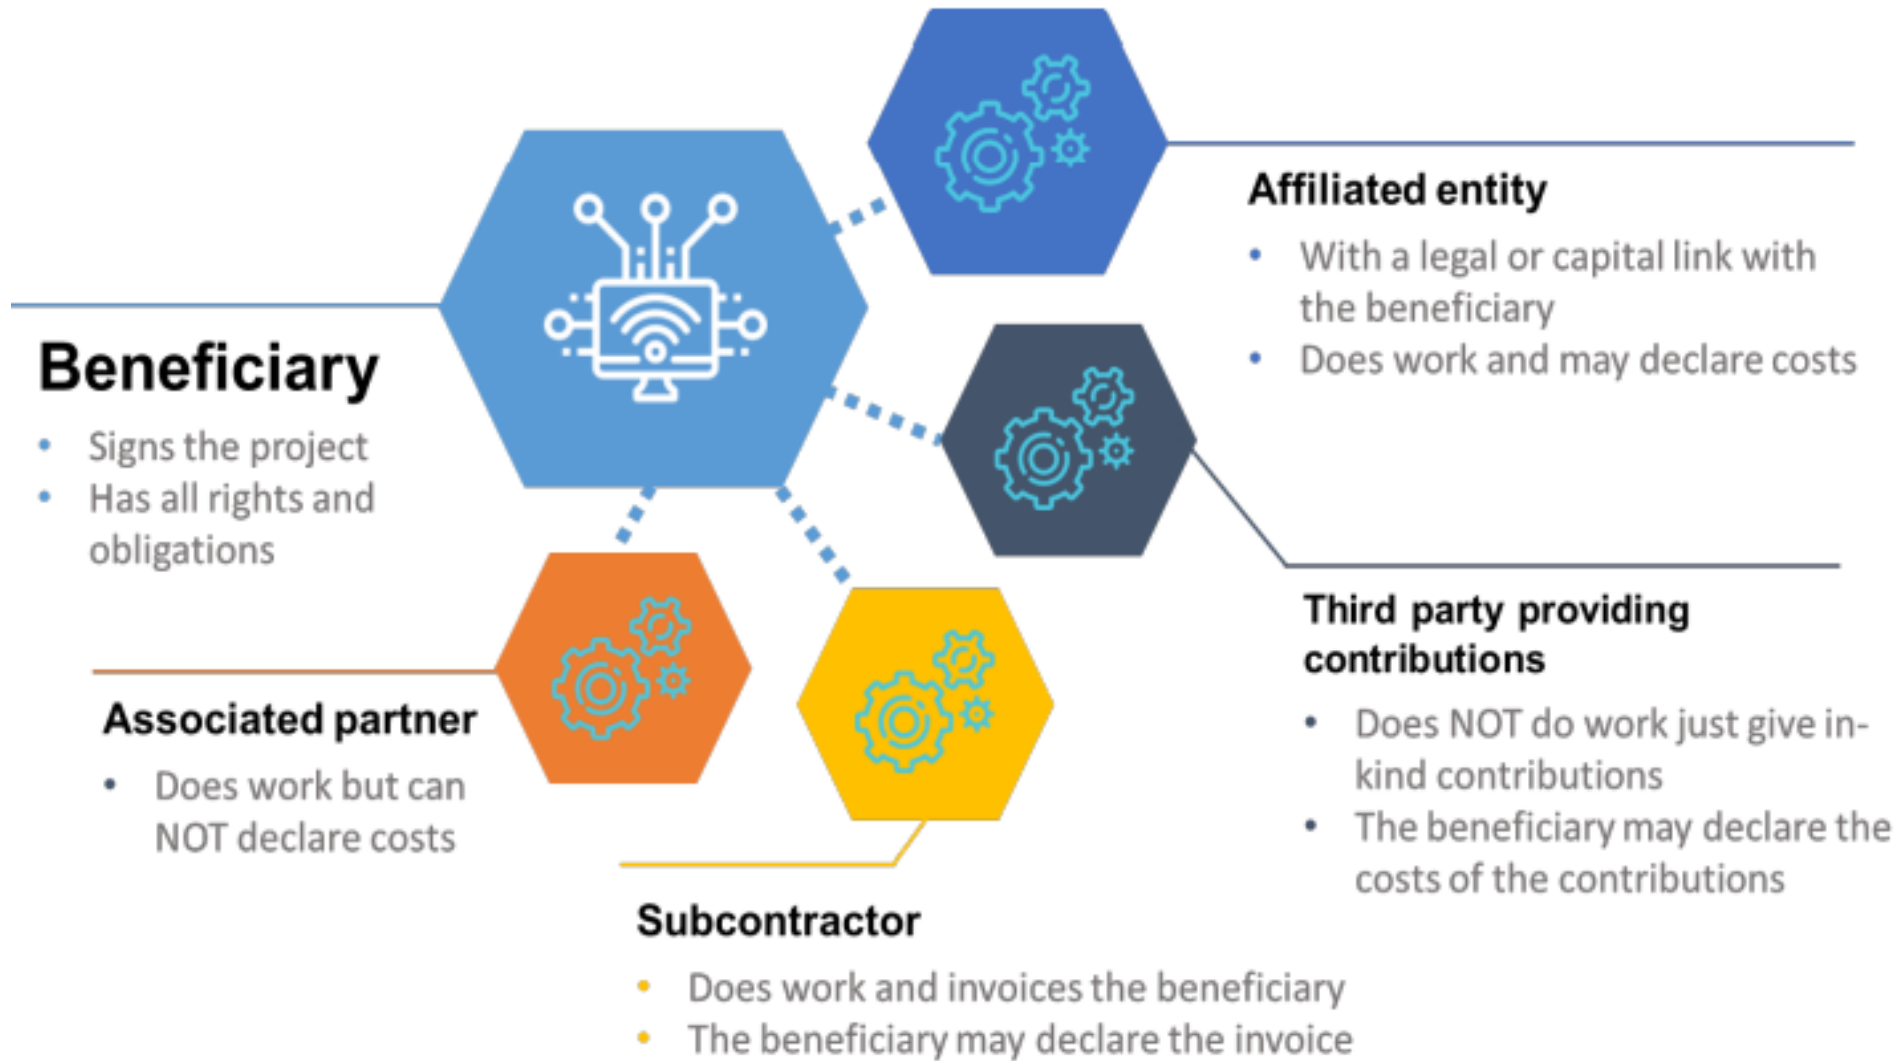 Beneficiary
• Signs the project
• Has all rights and
obligations
Affiliated entity
• With a legal or capital link with
the beneficiary
• Does work and may declare costs
Third party providing
contributions
• Does NOT do work just give in-
kind contributions
• The beneficiary may declare the
costs of the contributions
Associated partner
• Does work but can
NOT declare costs
Subcontractor
• Does work and invoices the beneficiary
• The beneficiary may declare the invoice